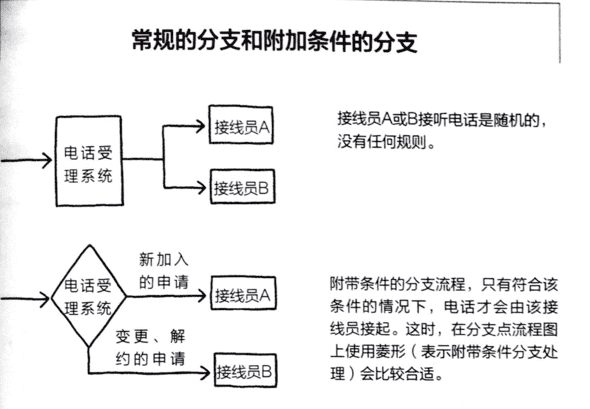 常规的分支和附加条件的分支
电话受
理系统
接线员A
接线员B
接线员A或B接听电话是随机的，
没有任何规则。
电话受
理系统
新加入
的申请
接线员A
变更、解
约的申请
接线员B
附带条件的分支流程，只有符合该
条件的情况下，电话才会由该接
线员接起。这时，在分支点流程图
上使用菱形（表示附带条件分支处
理）会比较合适。